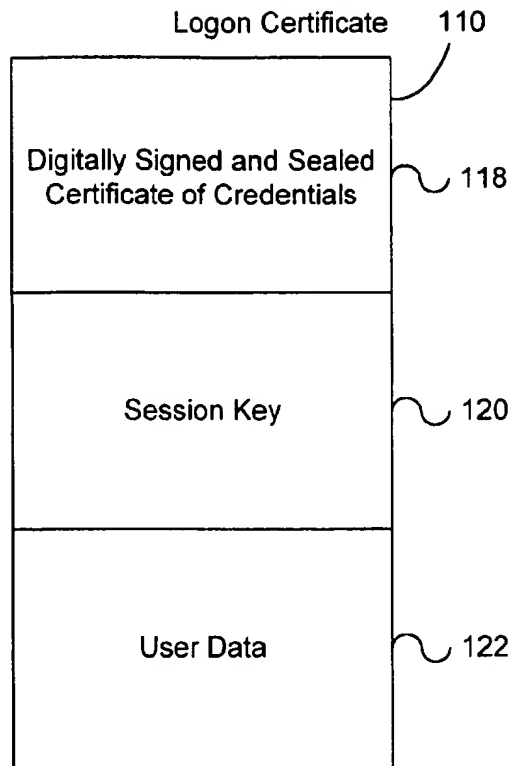 Logon Certificate 110
Digitally Signed and Sealed
Certificate of Credentials
118
Session Key
120
User Data
122